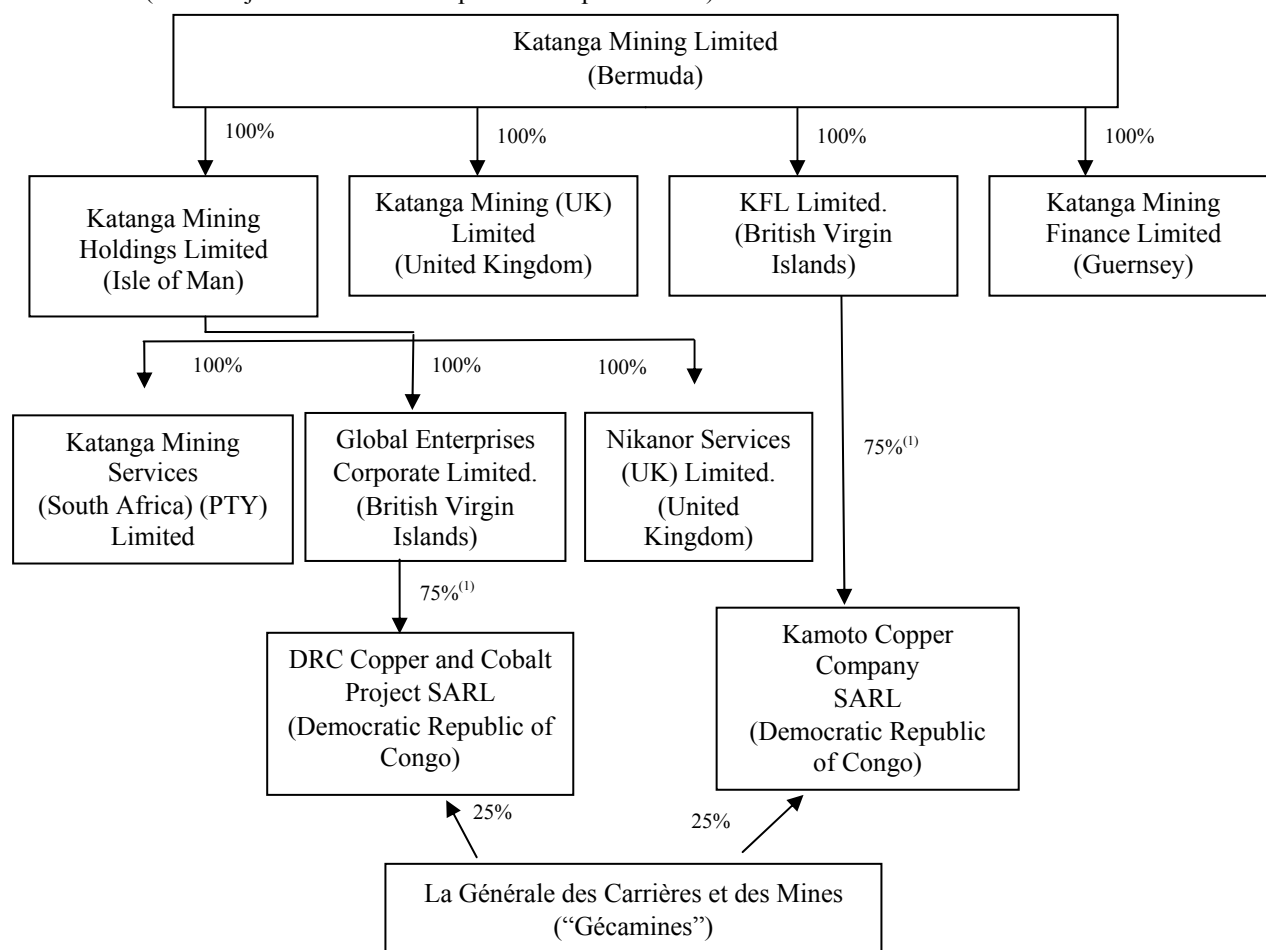 Katanga Mining Limited
(Bermuda)
100%
100%
100%
100%
Katanga Mining
Holdings Limited
(Isle of Man)
Katanga Mining (UK)
Limited
(United Kingdom)
KFL Limited.
(British Virgin
Islands)
Katanga Mining
Finance Limited
(Guernsey)
100%
100%
100%
Katanga Mining
Services
(South Africa) (PTY)
Limited
Global Enterprises
Corporate Limited.
(British Virgin
Islands)
Nikanor Services
(UK) Limited.
(United
Kingdom)
75%(1)
75%(1)
DRC Copper and Cobalt
Project SARL
(Democratic Republic of
Congo)
Kamoto Copper
Company
SARL
(Democratic Republic
of Congo)
25%
25%
La Générale des Carrières et des Mines
(“Gécamines”)